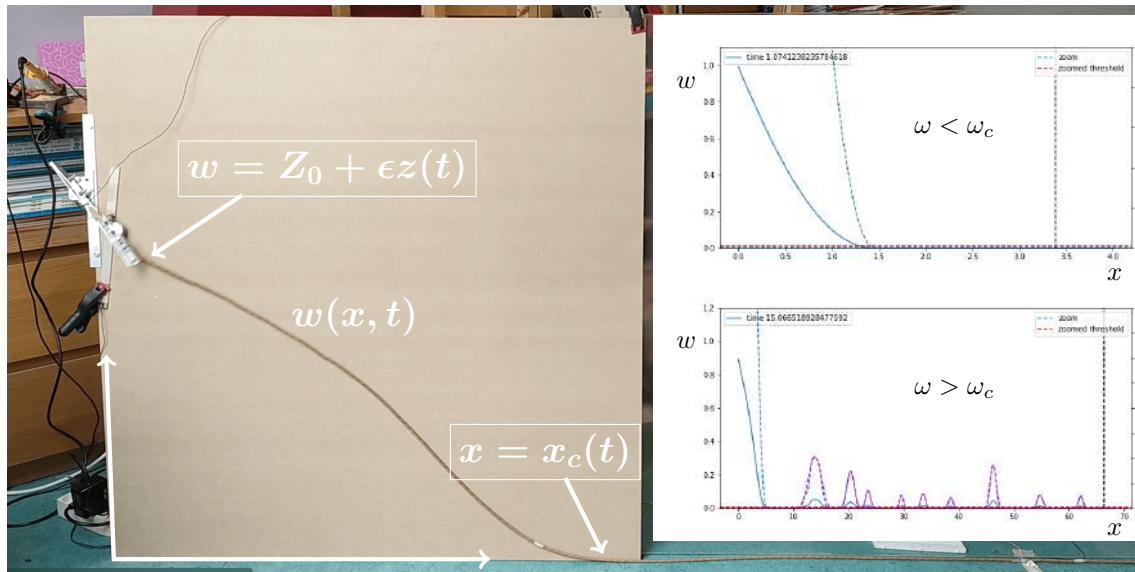 w = Z₀ + ϵz(t)
w(x, t)
x = x_c(t)
w
time 1.0741238235784618
zoom
zoomed threshold
1.0
0.8
0.6
0.4
0.2
0.0
ω < ω_c
0.0 0.5 1.0 1.5 2.0 2.5 3.0 3.5 4.0
x
1.2
w
time 15.066518928477592
zoom
zoomed threshold
1.0
0.8
0.6
0.4
0.2
0.0
ω > ω_c
0 10 20 30 40 50 60 70
x